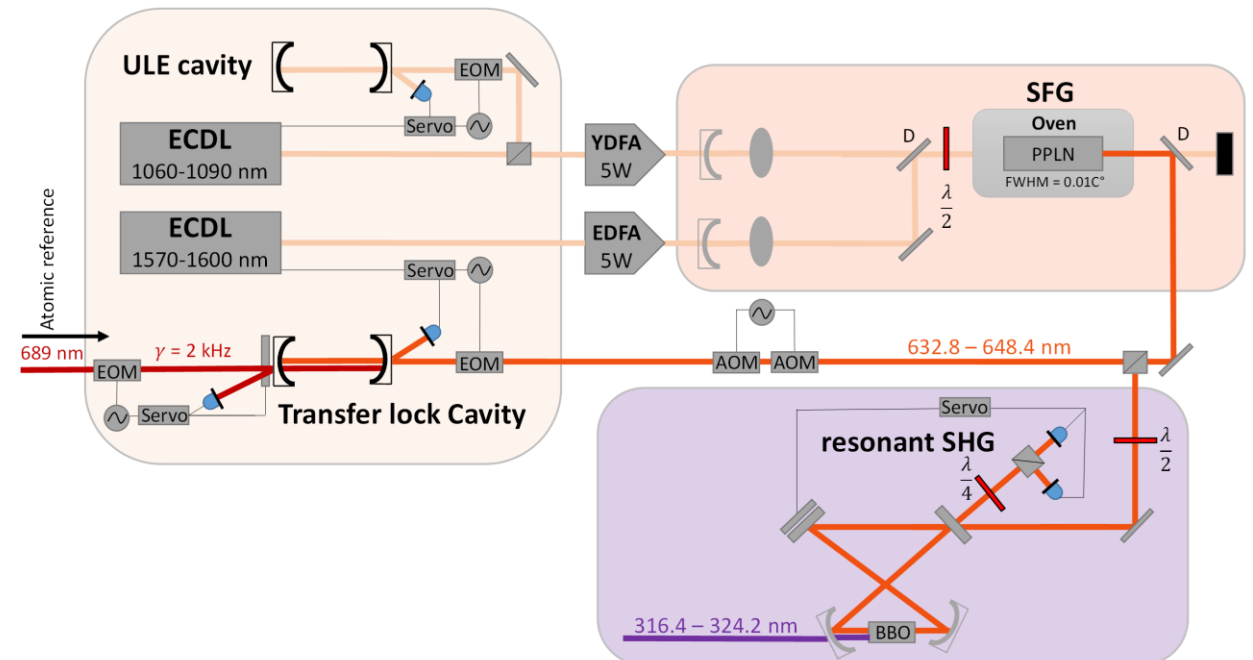 ULE cavity
EOM
Servo
ECDL
1060-1090 nm
ECDL
1570-1600 nm
Servo
Atomic reference
689 nm
EOM
γ = 2 kHz
Servo
EOM
Transfer lock Cavity
YDFA
5W
EDFA
5W
SFG
D
λ
2
Oven
PPLN
FWHM = 0.01C°
D
AOM
AOM
632.8 – 648.4 nm
Servo
resonant SHG
λ
4
λ
2
316.4 – 324.2 nm
BBO